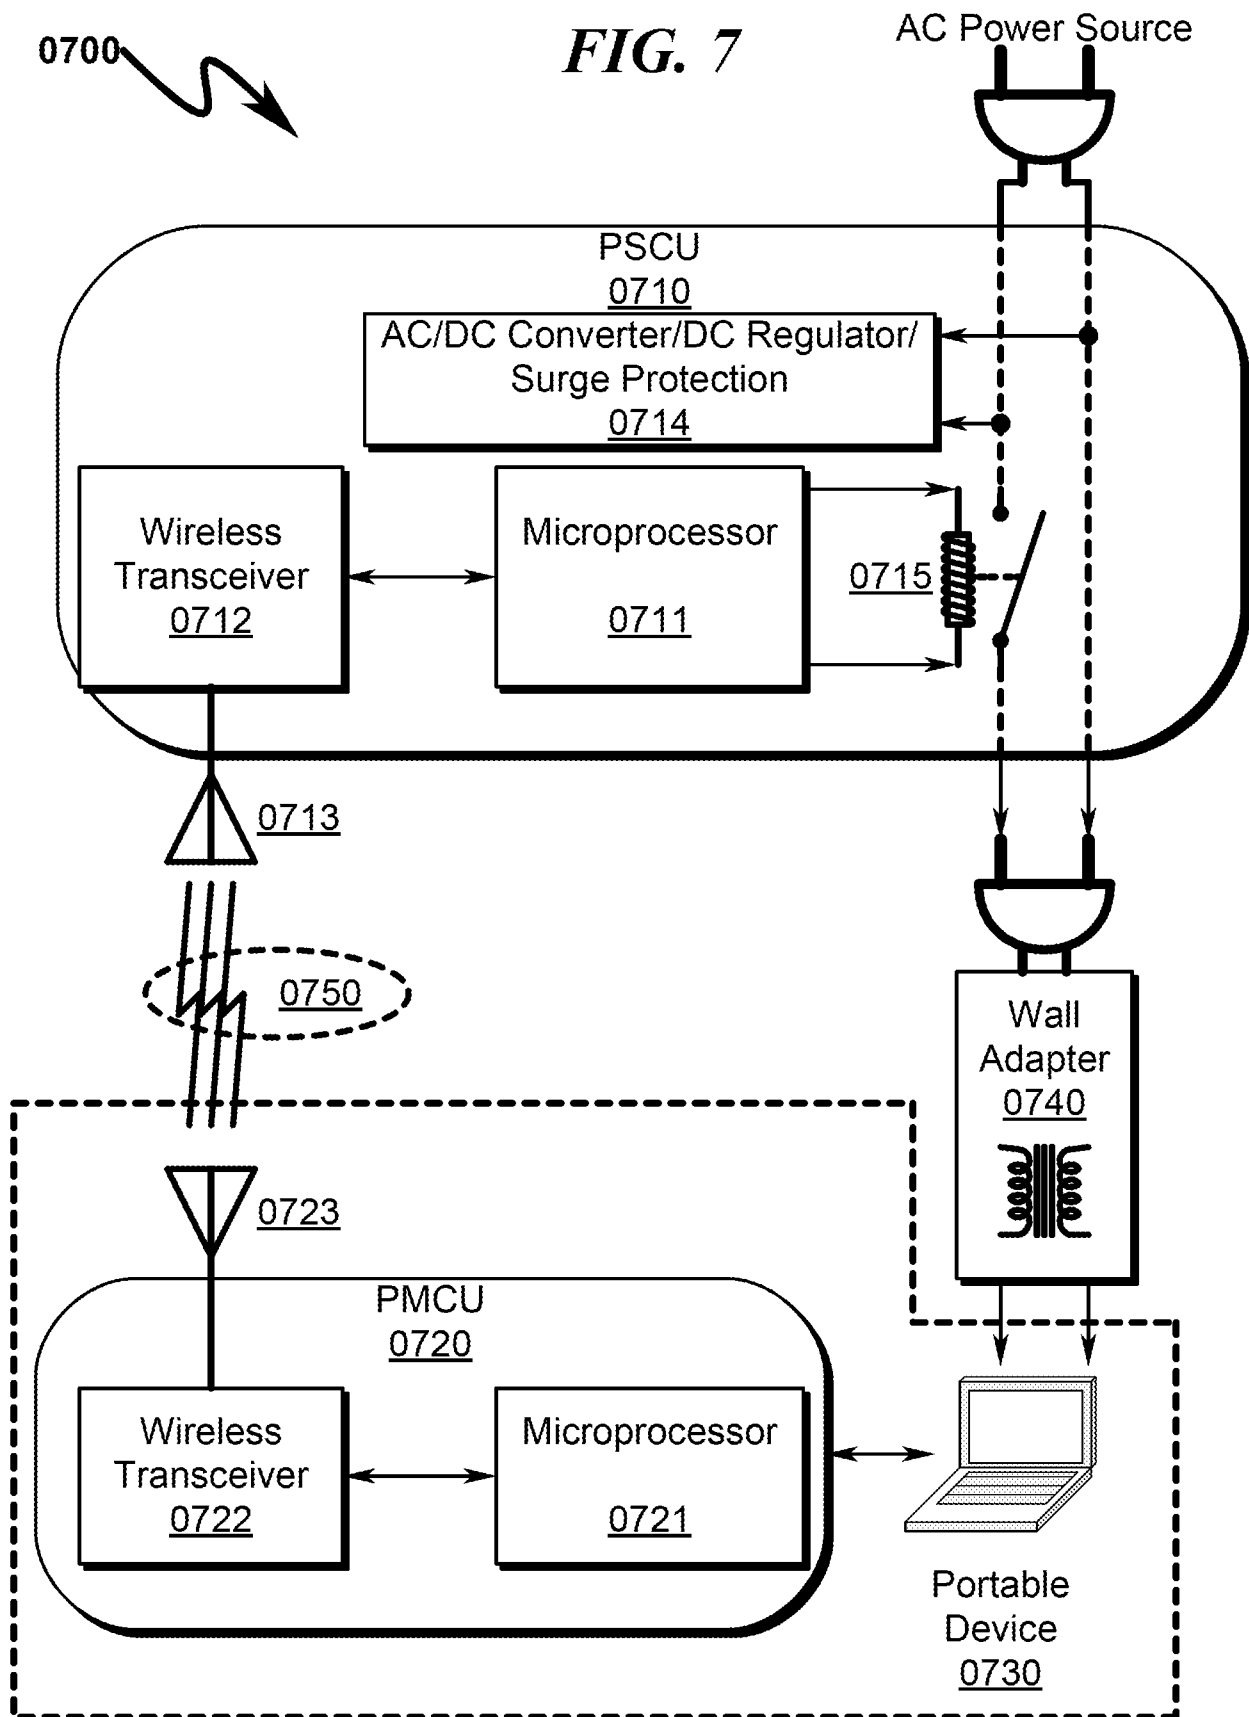 0700
FIG. 7
AC Power Source
PSCU
0710
AC/DC Converter/DC Regulator/
Surge Protection
0714
Wireless
Transceiver
0712
Microprocessor
0711
0715
0713
0750
Wall
Adapter
0740
0723
PMCU
0720
Wireless
Transceiver
0722
Microprocessor
0721
Portable
Device
0730